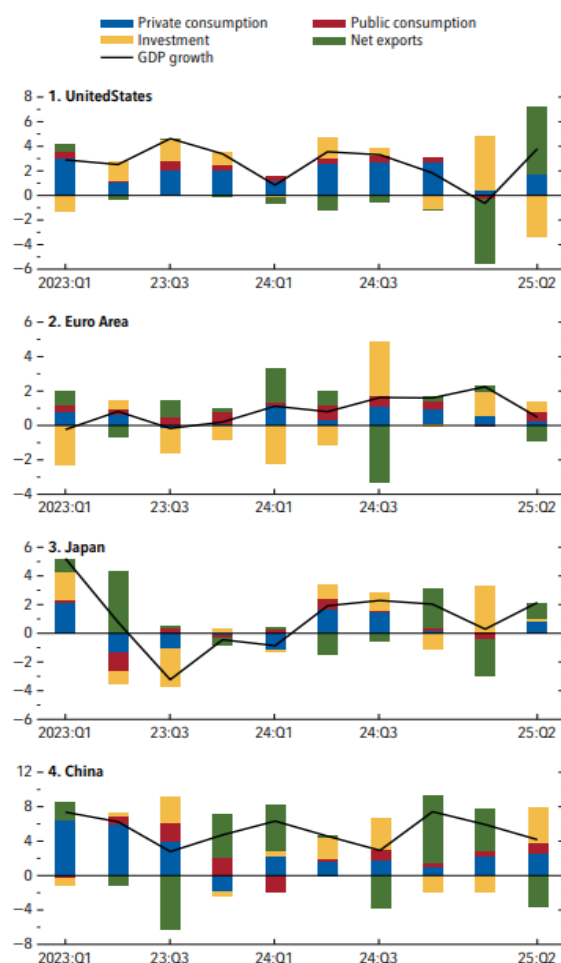 Private consumption
Public consumption
Investment
Net exports
GDP growth
8 –
1. UnitedStates
6 –
4 –
2 –
0
−2 –
−4 –
−6
2023:Q1 23:Q3 24:Q1 24:Q3 25:Q2
6 –
2. Euro Area
4 –
2 –
0
−2 –
−4
2023:Q1 23:Q3 24:Q1 24:Q3 25:Q2
6 –
3. Japan
4 –
2 –
0
−2 –
−4 –
−6
2023:Q1 23:Q3 24:Q1 24:Q3 25:Q2
12 –
4. China
8 –
4 –
0
−4 –
−8
2023:Q1 23:Q3 24:Q1 24:Q3 25:Q2